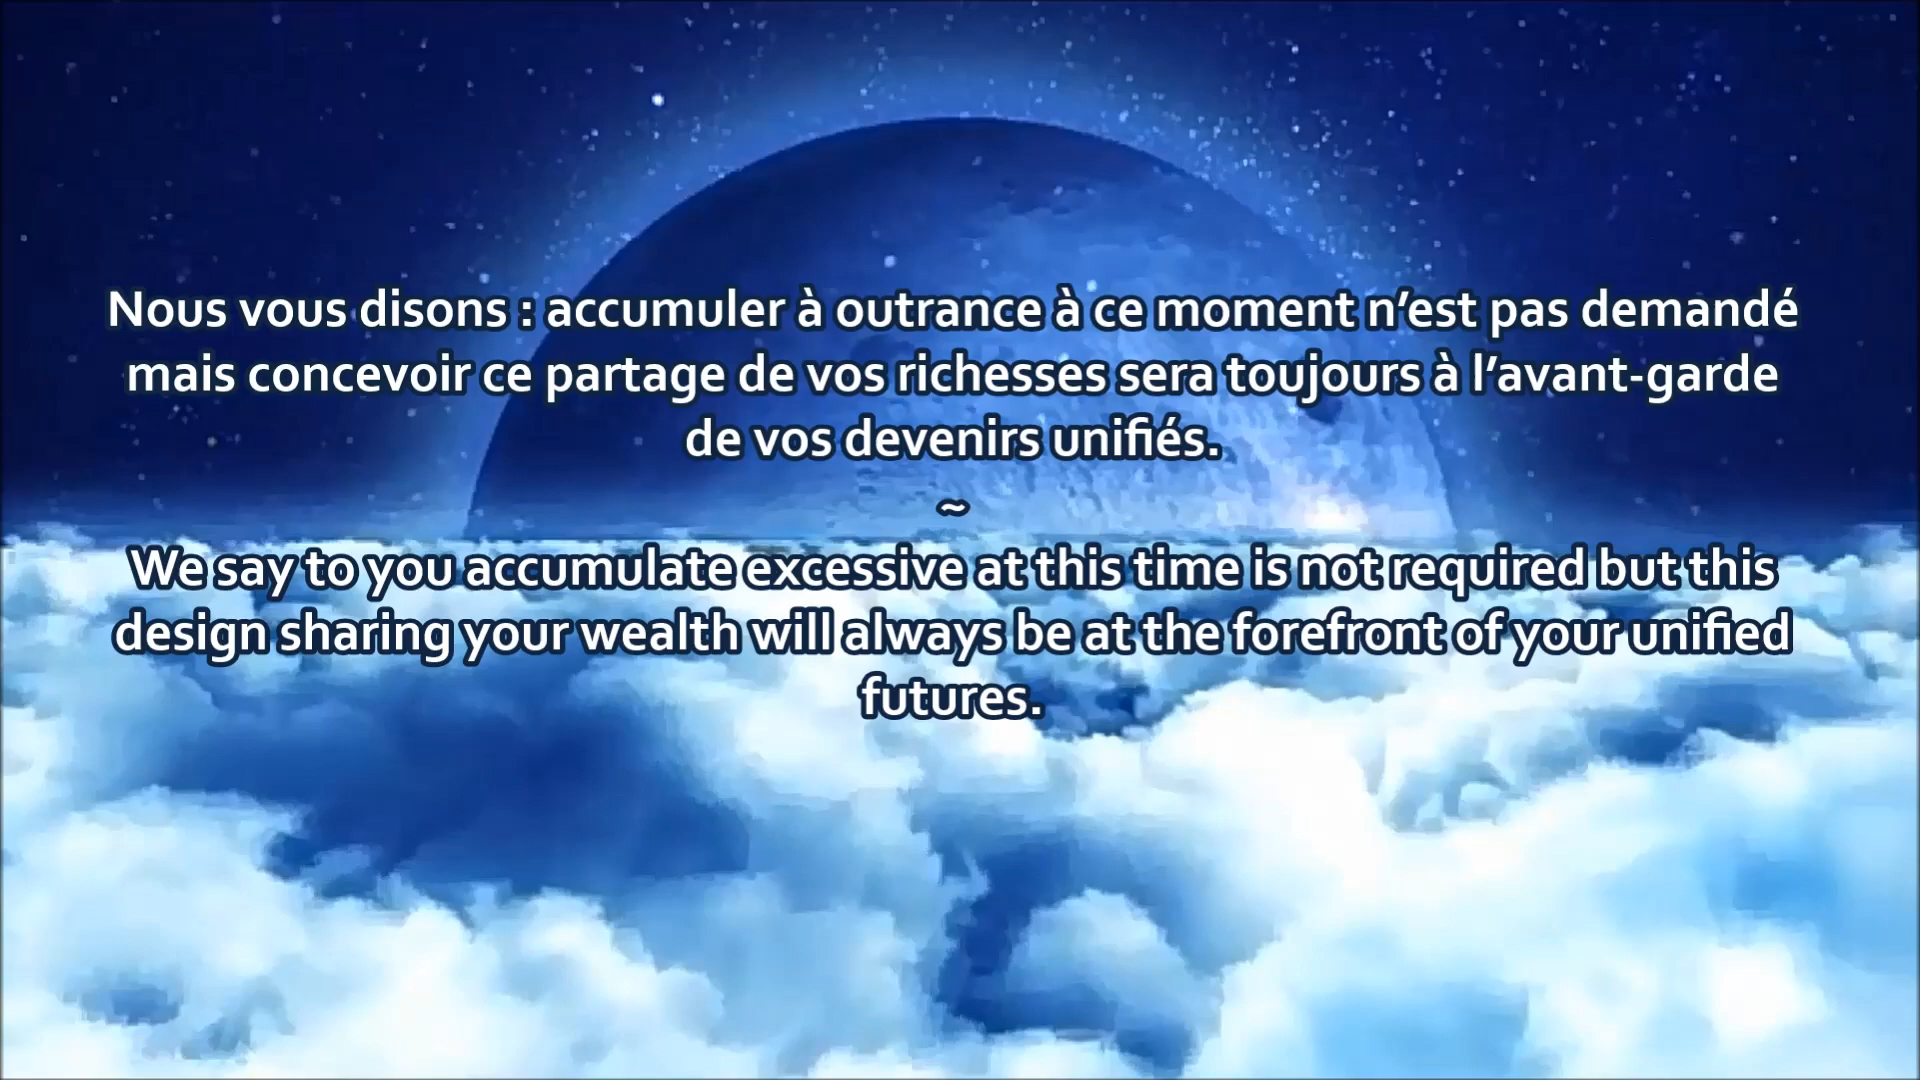 Nous vous disons : accumuler à outrance à ce moment n’est pas demandé
mais concevoir ce partage de vos richesses sera toujours à l’avant-garde
de vos devenirs unifiés.
~
We say to you accumulate excessive at this time is not required but this
design sharing your wealth will always be at the forefront of your unified
futures.